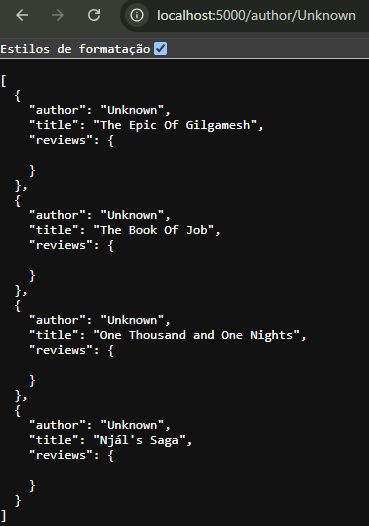 localhost:5000/author/Unknown
Estilos de formatação
[
  {
    "author": "Unknown",
    "title": "The Epic Of Gilgamesh",
    "reviews": {

    }
  },
  {
    "author": "Unknown",
    "title": "The Book Of Job",
    "reviews": {

    }
  },
  {
    "author": "Unknown",
    "title": "One Thousand and One Nights",
    "reviews": {

    }
  },
  {
    "author": "Unknown",
    "title": "Njál's Saga",
    "reviews": {

    }
  }
]